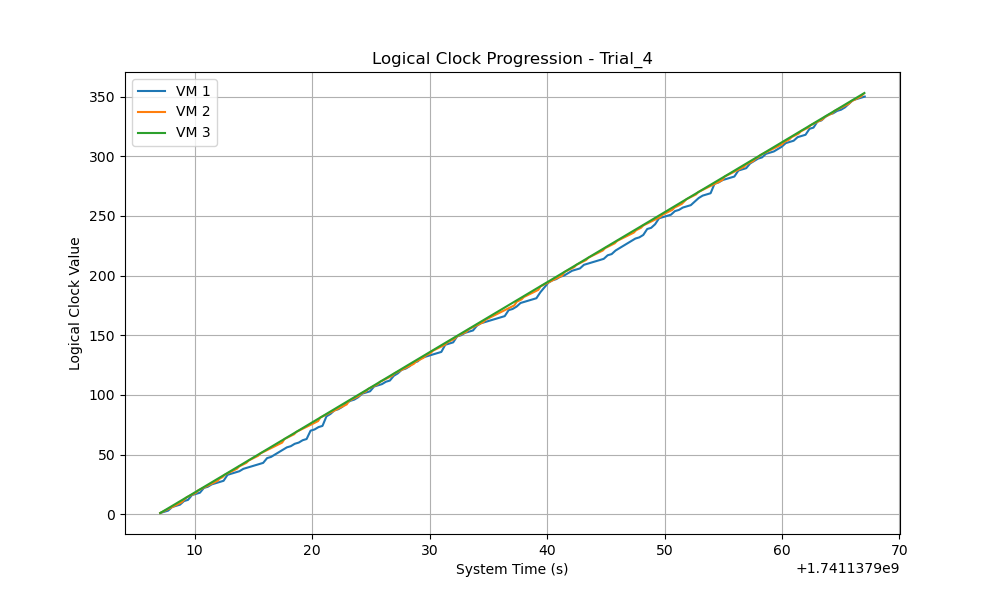 Logical Clock Progression - Trial_4
VM 1
VM 2
VM 3
Logical Clock Value
350
300
250
200
150
100
50
0
10 20 30 40 50 60 70
System Time (s)
+1.7411379e9